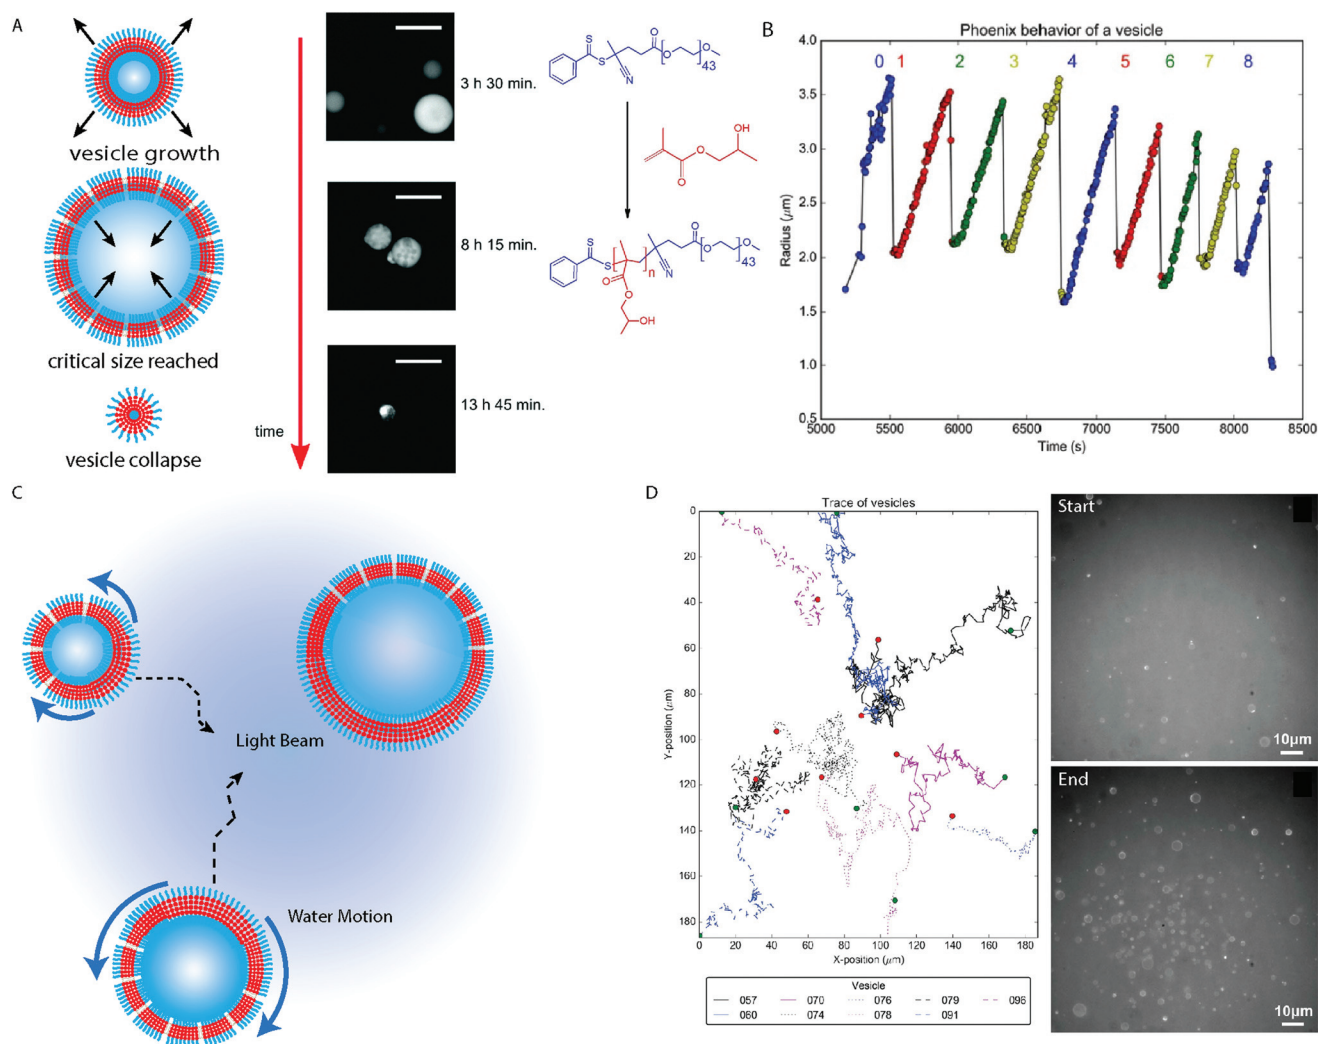 A
vesicle growth
critical size reached
vesicle collapse
time
3 h 30 min.
8 h 15 min.
13 h 45 min.
S
S
N
O
O
O
43
OH
O
O
S
S
n
N
O
O
O
43
O
O
OH
B
Phoenix behavior of a vesicle
0 1 2 3 4 5 6 7 8
4.0
3.5
3.0
2.5
2.0
1.5
1.0
0.5
Radius (μm)
5000 5500 6000 6500 7000 7500 8000 8500
Time (s)
C
Light Beam
Water Motion
D
Trace of vesicles
0
20
40
60
80
100
120
140
160
180
Y-position (μm)
0 20 40 60 80 100 120 140 160 180
X-position (μm)
Vesicle
057 070 076 079 096
060 074 078 091
Start
10μm
End
10μm